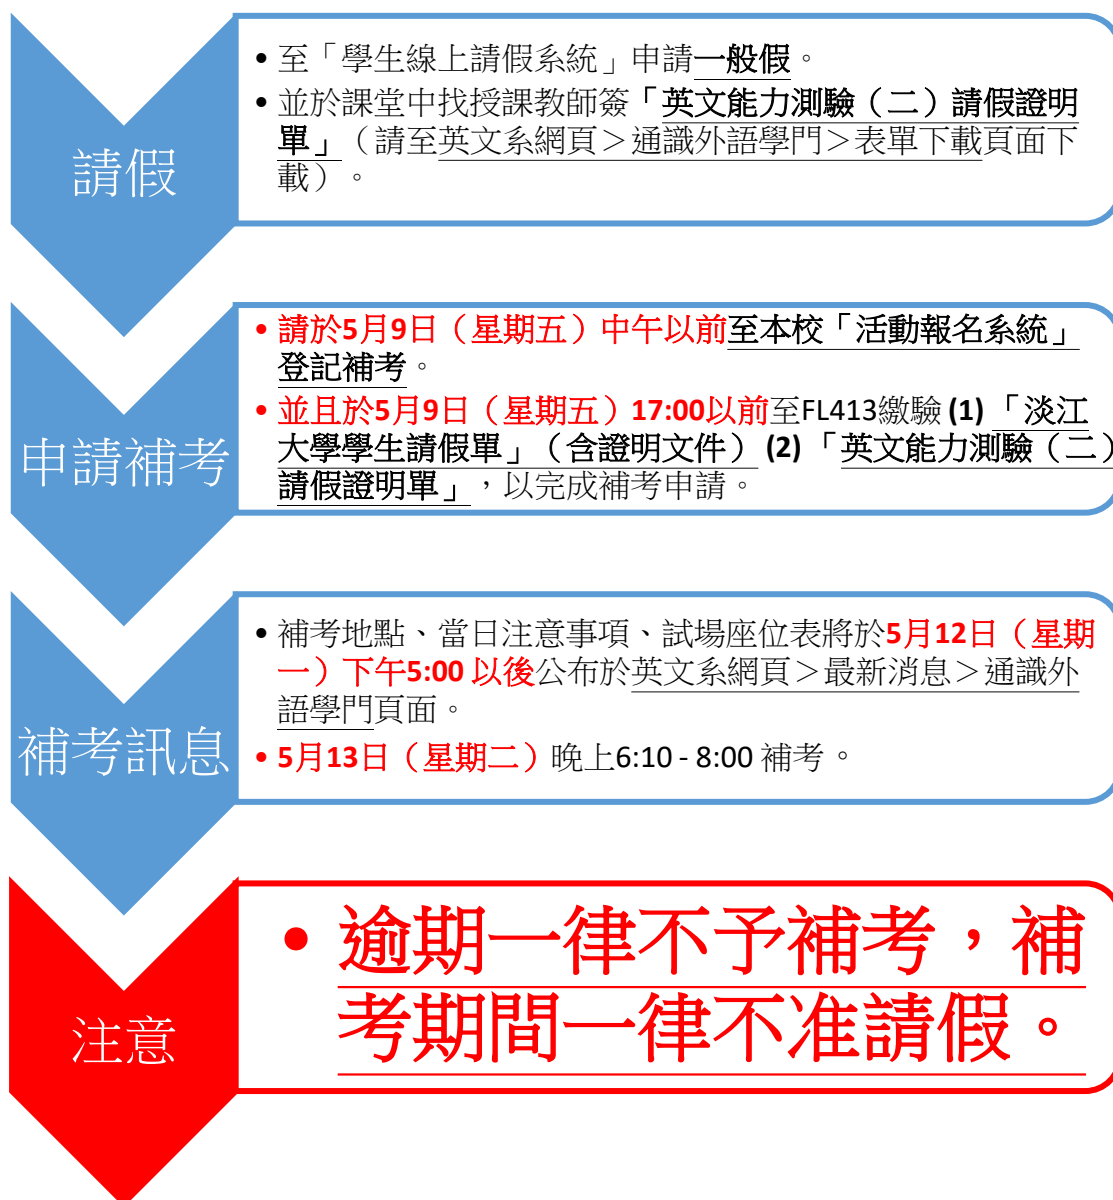 請假
• 至「學生線上請假系統」申請一般假。
• 並於課堂中找授課教師簽「英文能力測驗（二）請假證明
單」（請至英文系網頁＞通識外語學門＞表單下載頁面下
載）。
申請補考
• 請於5月9日（星期五）中午以前至本校「活動報名系統」
登記補考。
• 並且於5月9日（星期五）17:00以前至FL413繳驗 (1) 「淡江
大學學生請假單」（含證明文件） (2) 「英文能力測驗（二）
請假證明單」，以完成補考申請。
補考訊息
• 補考地點、當日注意事項、試場座位表將於5月12日（星期
一）下午5:00 以後公布於英文系網頁＞最新消息＞通識外
語學門頁面。
• 5月13日（星期二）晚上6:10 - 8:00 補考。
注意
• 逾期一律不予補考，補
考期間一律不准請假。